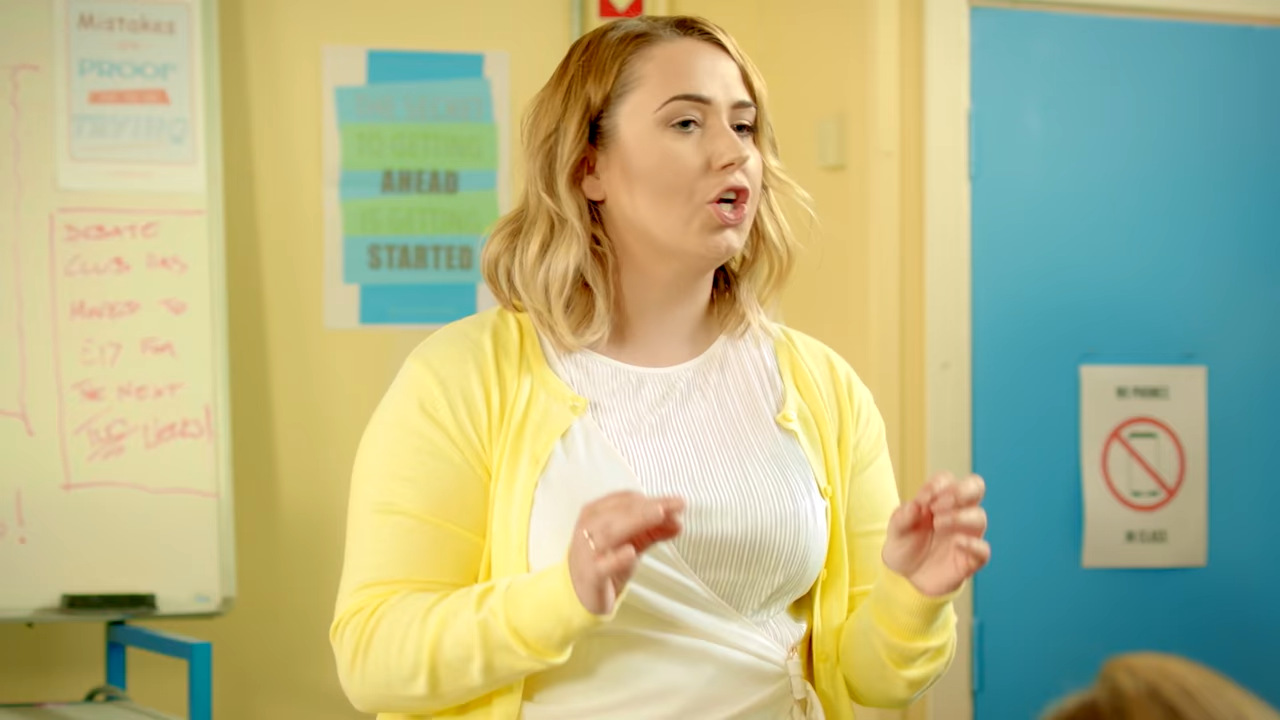 Mistakes
PROOF
TRYING
DEBATE
CLUB HAS
MOVED TO
E17 FOR
THE NEXT
TWO WEEKS!
THE SECRET
TO GETTING
AHEAD
IS GETTING
STARTED
NO PHONES
IN CLASS